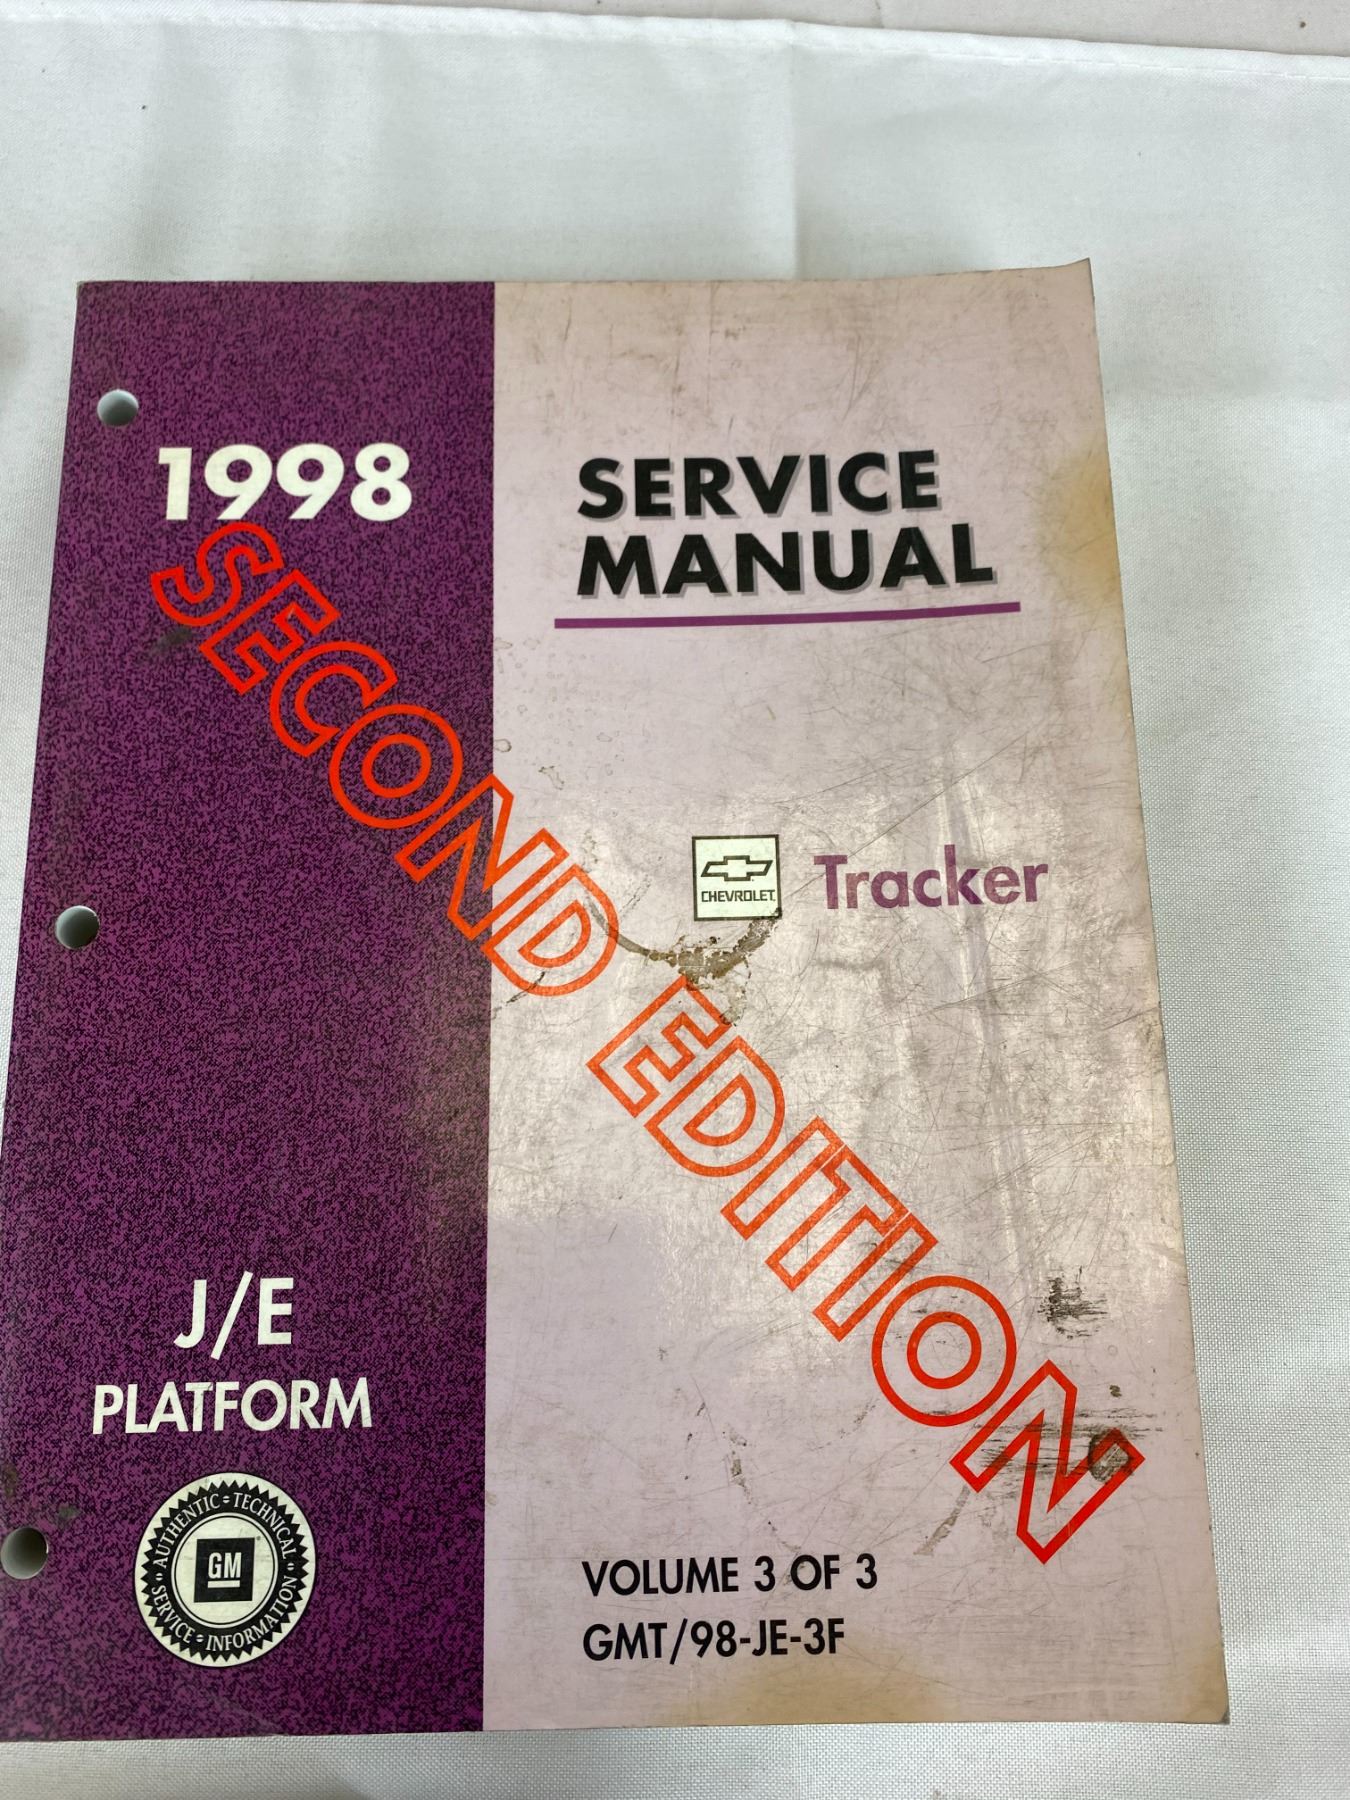 1998
SERVICE
MANUAL
SECOND EDITION
CHEVROLET
Tracker
J/E
PLATFORM
AUTHENTIC TECHNICAL
SERVICE INFORMATION
GM
VOLUME 3 OF 3
GMT/98-JE-3F